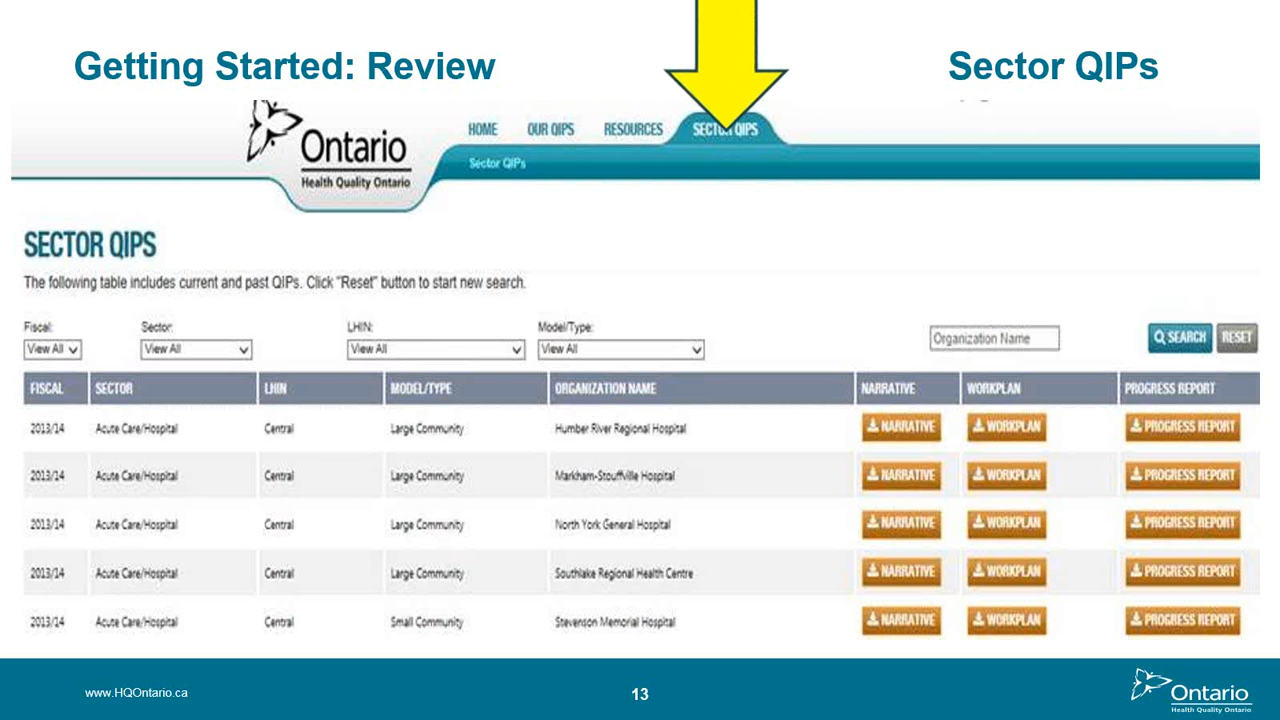 Getting Started: Review Sector QIPs
Ontario
Health Quality Ontario
HOME OUR QIPS RESOURCES SECTOR QIPS
Sector QIPs
SECTOR QIPS
The following table includes current and past QIPs. Click "Reset" button to start new search.
Fiscal: Sector: LHIN: Model/Type:
View All View All View All View All Organization Name SEARCH RESET
FISCAL SECTOR LHIN MODEL/TYPE ORGANIZATION NAME NARRATIVE WORKPLAN PROGRESS REPORT
2013/14 Acute Care/Hospital Central Large Community Humber River Regional Hospital NARRATIVE WORKPLAN PROGRESS REPORT
2013/14 Acute Care/Hospital Central Large Community Markham-Stouffville Hospital NARRATIVE WORKPLAN PROGRESS REPORT
2013/14 Acute Care/Hospital Central Large Community North York General Hospital NARRATIVE WORKPLAN PROGRESS REPORT
2013/14 Acute Care/Hospital Central Large Community Southlake Regional Health Centre NARRATIVE WORKPLAN PROGRESS REPORT
2013/14 Acute Care/Hospital Central Small Community Stevenson Memorial Hospital NARRATIVE WORKPLAN PROGRESS REPORT
www.HQOntario.ca 13 Ontario
Health Quality Ontario